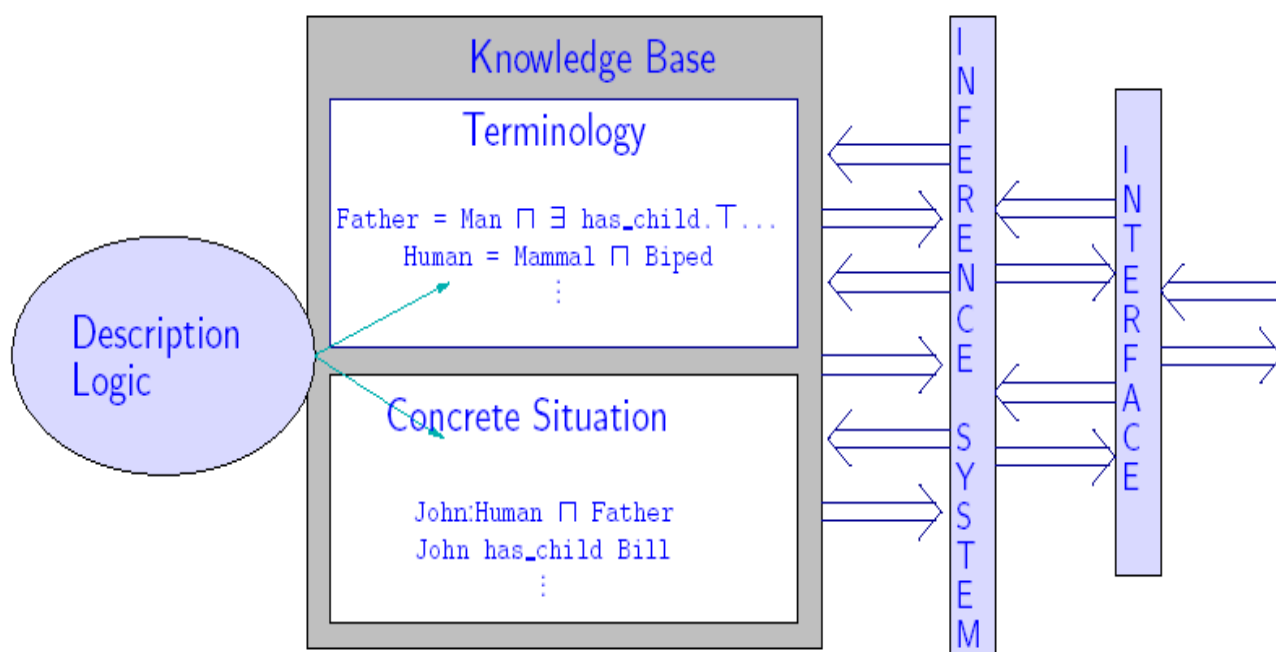 Knowledge Base
Terminology
Father = Man ⊓ ∃ has_child.⊤...
Human = Mammal ⊓ Biped
⋮
Description
Logic
Concrete Situation
John:Human ⊓ Father
John has_child Bill
⋮
INFERENCE SYSTEM
INTERFACE